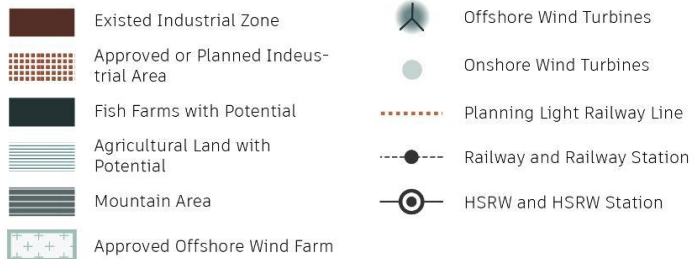 Existed Industrial Zone
Approved or Planned Indeus-
trial Area
Fish Farms with Potential
Agricultural Land with
Potential
Mountain Area
Approved Offshore Wind Farm
Offshore Wind Turbines
Onshore Wind Turbines
Planning Light Railway Line
Railway and Railway Station
HSRW and HSRW Station